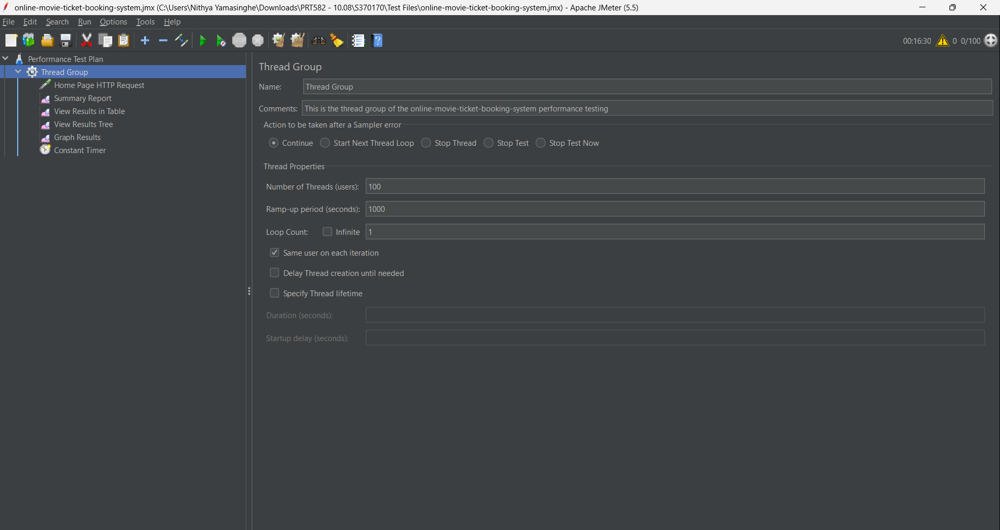 online-movie-ticket-booking-system.jmx (C:\Users\Nithya Yamasinghe\Downloads\PRT582 - 10.08\S370170\Test Files\online-movie-ticket-booking-system.jmx) - Apache JMeter (5.5)
File Edit Search Run Options Tools Help
STOP
?
00:16:30 0 0/100
Performance Test Plan
Thread Group
Home Page HTTP Request
Summary Report
View Results in Table
View Results Tree
Graph Results
Constant Timer
Thread Group
Name: Thread Group
Comments: This is the thread group of the online-movie-ticket-booking-system performance testing
Action to be taken after a Sampler error
Continue Start Next Thread Loop Stop Thread Stop Test Stop Test Now
Thread Properties
Number of Threads (users): 100
Ramp-up period (seconds): 1000
Loop Count: Infinite 1
Same user on each iteration
Delay Thread creation until needed
Specify Thread lifetime
Duration (seconds):
Startup delay (seconds):